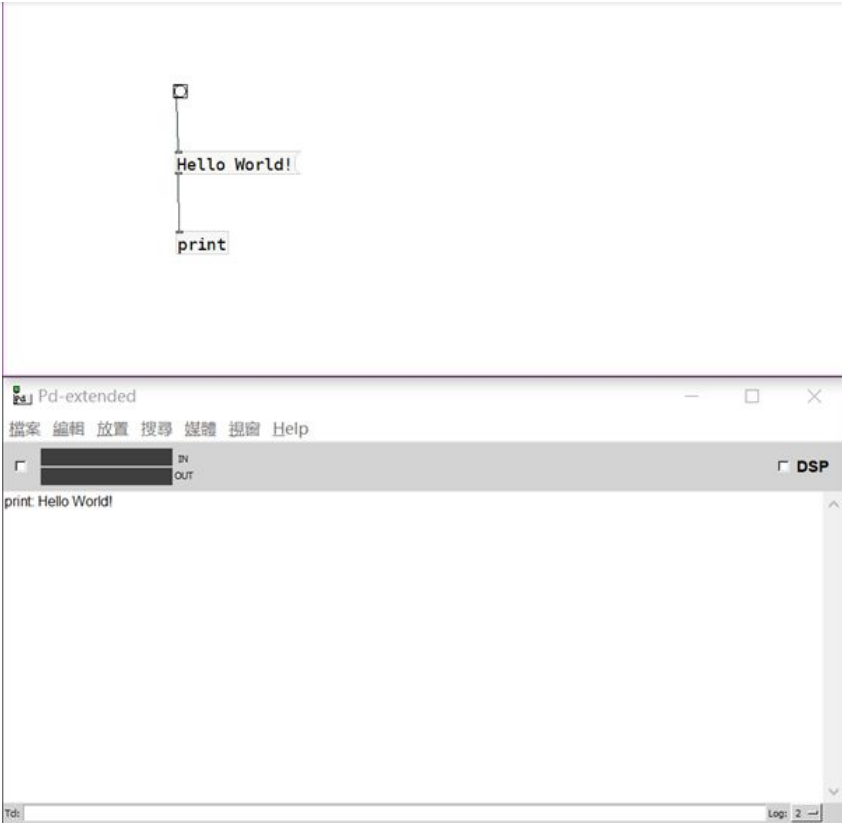 Hello World!
print
Pd Pd-extended
檔案 編輯 放置 搜尋 媒體 視窗 Help
IN
OUT
DSP
print: Hello World!
Tcl: Log: 2